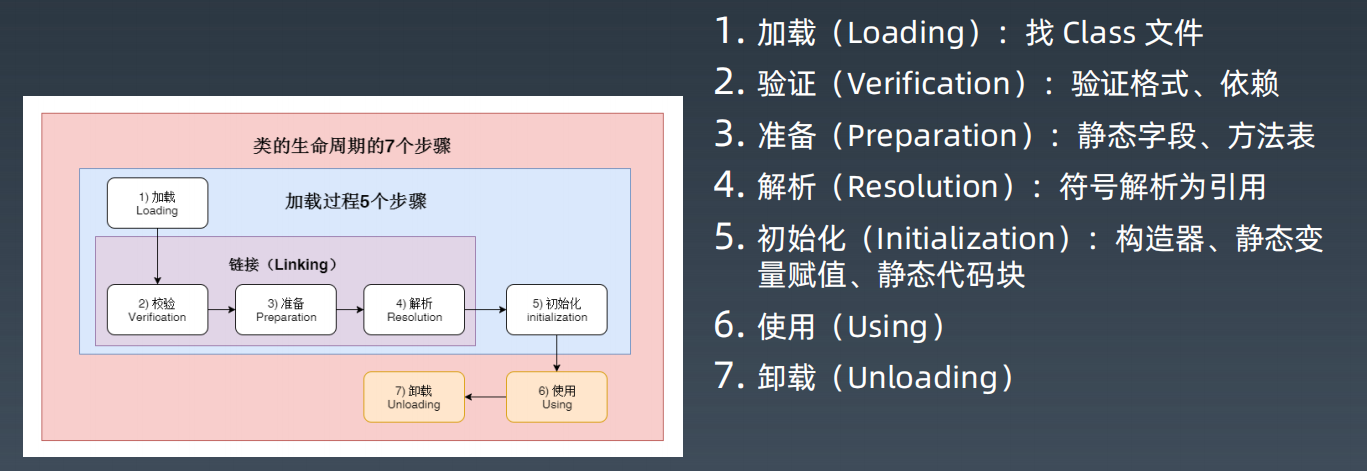 类的生命周期的7个步骤
加载过程5个步骤
1) 加载
Loading
链接（Linking）
2) 校验
Verification
3) 准备
Preparation
4) 解析
Resolution
5) 初始化
initialization
7) 卸载
Unloading
6) 使用
Using
1. 加载（Loading）：找 Class 文件
2. 验证（Verification）：验证格式、依赖
3. 准备（Preparation）：静态字段、方法表
4. 解析（Resolution）：符号解析为引用
5. 初始化（Initialization）：构造器、静态变
量赋值、静态代码块
6. 使用（Using）
7. 卸载（Unloading）